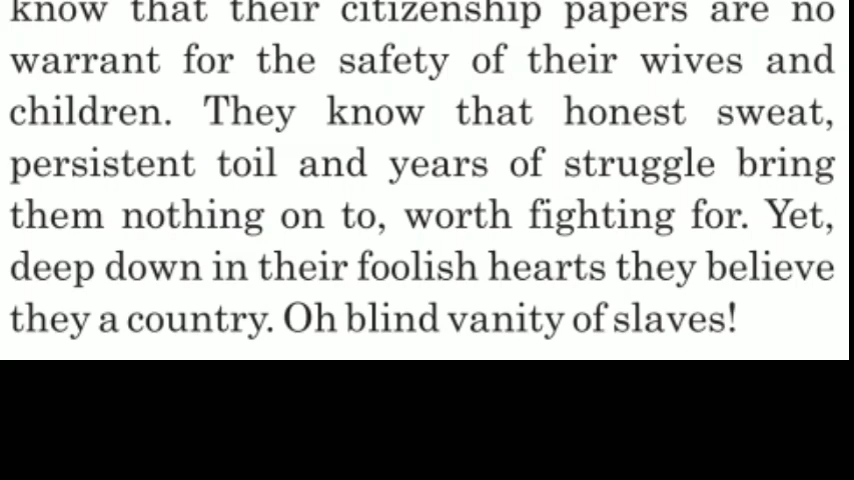 know that their citizenship papers are no
warrant for the safety of their wives and
children. They know that honest sweat,
persistent toil and years of struggle bring
them nothing on to, worth fighting for. Yet,
deep down in their foolish hearts they believe
they a country. Oh blind vanity of slaves!